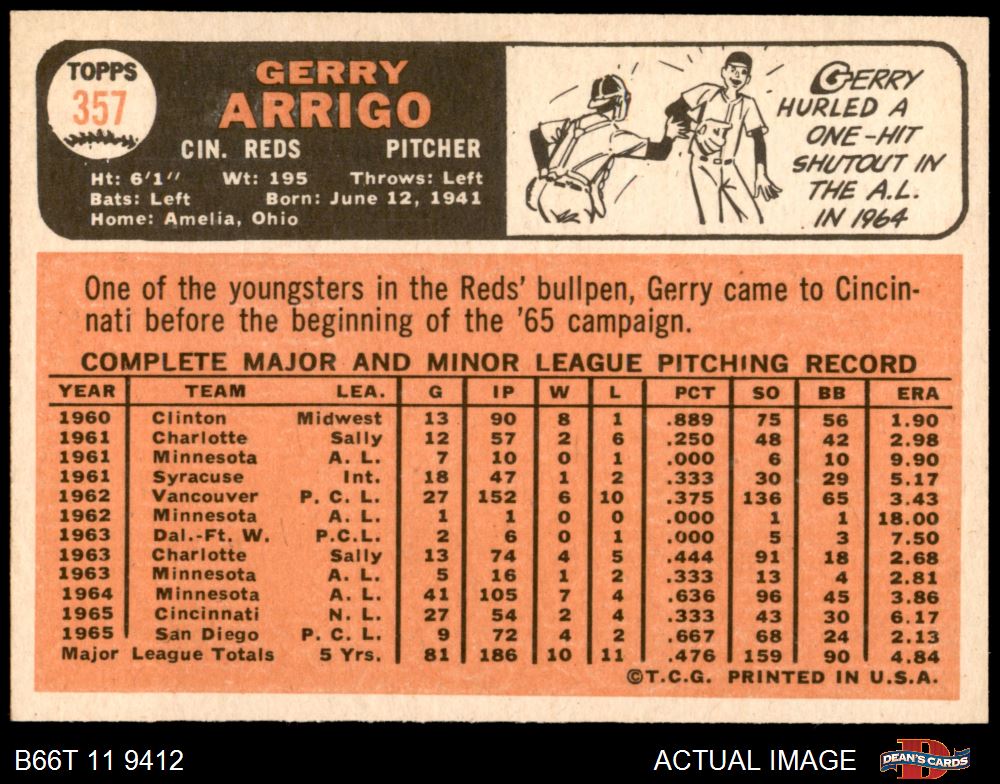 TOPPS
357
GERRY
ARRIGO
CIN. REDS PITCHER
Ht: 6'1" Wt: 195 Throws: Left
Bats: Left Born: June 12, 1941
Home: Amelia, Ohio
GERRY
HURLED A
ONE-HIT
SHUTOUT IN
THE A.L.
IN 1964
One of the youngsters in the Reds' bullpen, Gerry came to Cincin-
nati before the beginning of the '65 campaign.
COMPLETE MAJOR AND MINOR LEAGUE PITCHING RECORD
YEAR TEAM LEA. G IP W L PCT SO BB ERA
1960 Clinton Midwest 13 90 8 1 .889 75 56 1.90
1961 Charlotte Sally 12 57 2 6 .250 48 42 2.98
1961 Minnesota A. L. 7 10 0 1 .000 6 10 9.90
1961 Syracuse Int. 18 47 1 2 .333 30 29 5.17
1962 Vancouver P. C. L. 27 152 6 10 .375 136 65 3.43
1962 Minnesota A. L. 1 1 0 0 .000 1 1 18.00
1963 Dal.-Ft. W. P.C.L. 2 6 0 1 .000 5 3 7.50
1963 Charlotte Sally 13 74 4 5 .444 91 18 2.68
1963 Minnesota A. L. 5 16 1 2 .333 13 4 2.81
1964 Minnesota A. L. 41 105 7 4 .636 96 45 3.86
1965 Cincinnati N. L. 27 54 2 4 .333 43 30 6.17
1965 San Diego P. C. L. 9 72 4 2 .667 68 24 2.13
Major League Totals 5 Yrs. 81 186 10 11 .476 159 90 4.84
©T.C.G. PRINTED IN U.S.A.
B66T 11 9412 ACTUAL IMAGE
D
DEAN'S CARDS